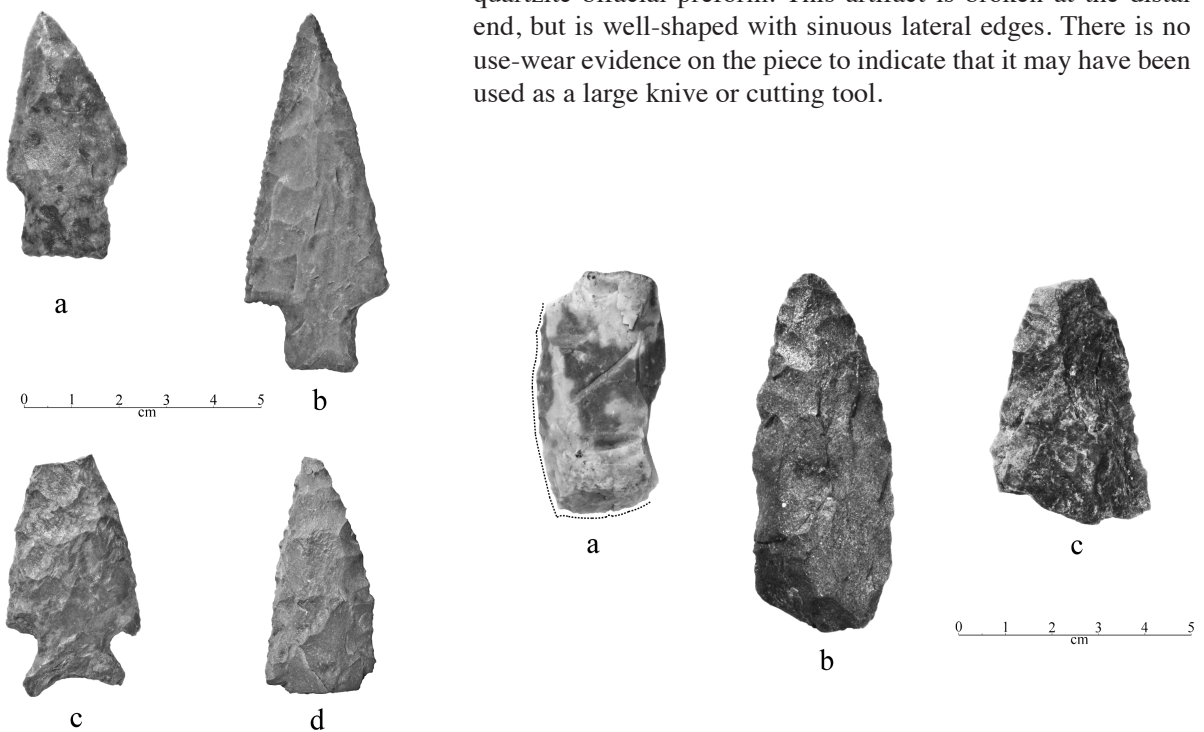 quartzite bifacial preform. This artifact is broken at the distal
end, but is well-shaped with sinuous lateral edges. There is no
use-wear evidence on the piece to indicate that it may have been
used as a large knive or cutting tool.
a
b
0 1 2 3 4 5
cm
c
d
a
b
c
0 1 2 3 4 5
cm